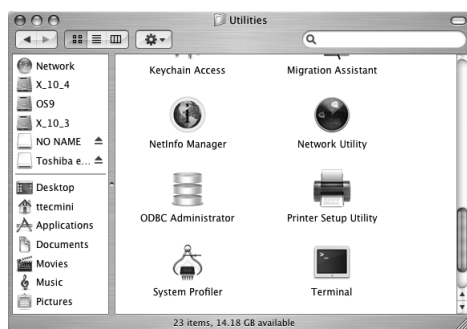 Utilities
Network
X_10_4
OS9
X_10_3
NO NAME
Toshiba e...
Desktop
ttecmini
Applications
Documents
Movies
Music
Pictures
Keychain Access
Migration Assistant
NetInfo Manager
Network Utility
ODBC Administrator
Printer Setup Utility
System Profiler
Terminal
23 items, 14.18 GB available